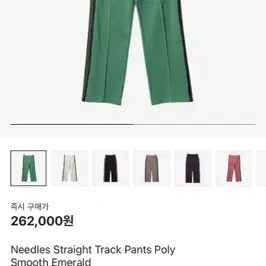 즉시 구매가
262,000원
Needles Straight Track Pants Poly
Smooth Emerald